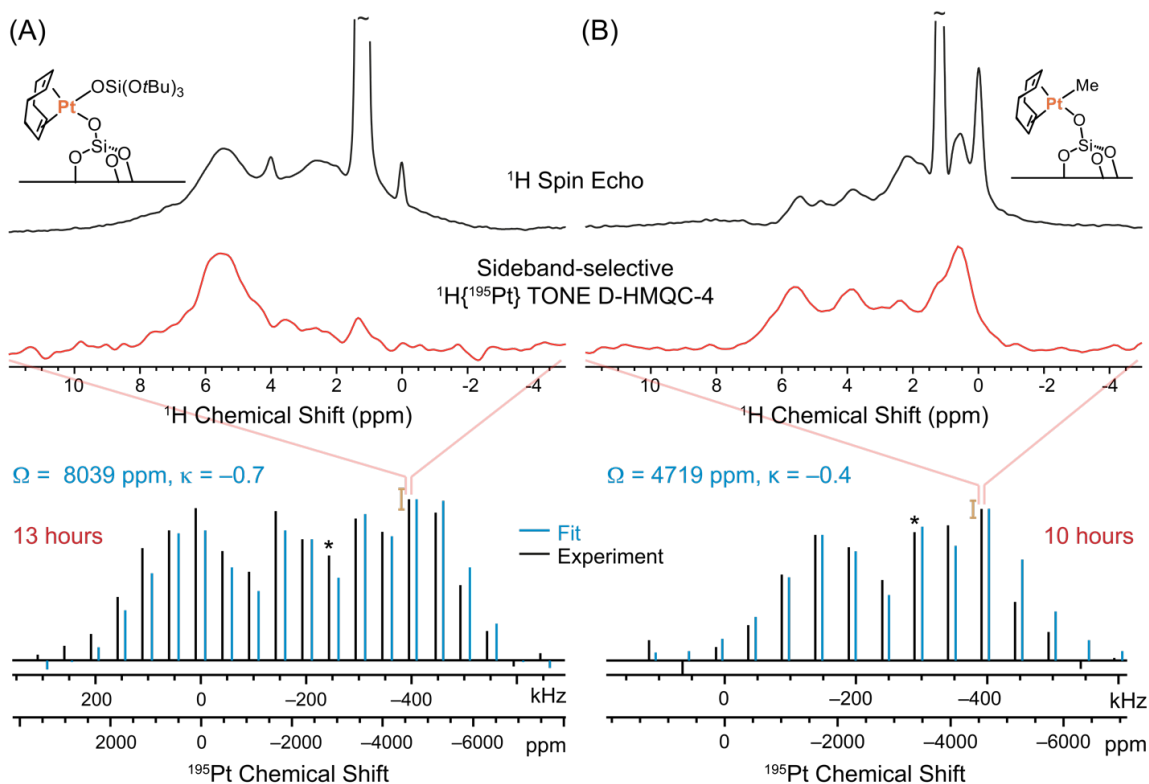 (A)
(B)
OSi(OtBu)₃
Pt
O
Si
O
O
O
Me
Pt
O
Si
O
O
O
~
~
¹H Spin Echo
Sideband-selective
¹H{¹⁹⁵Pt} TONE D-HMQC-4
10 8 6 4 2 0 -2 -4
10 8 6 4 2 0 -2 -4
¹H Chemical Shift (ppm)
¹H Chemical Shift (ppm)
Ω = 8039 ppm, κ = –0.7
Ω = 4719 ppm, κ = –0.4
13 hours
10 hours
Fit
Experiment
*
*
200 0 –200 –400 kHz
0 –200 –400 kHz
2000 0 –2000 –4000 –6000 ppm
0 –2000 –4000 –6000 ppm
¹⁹⁵Pt Chemical Shift
¹⁹⁵Pt Chemical Shift